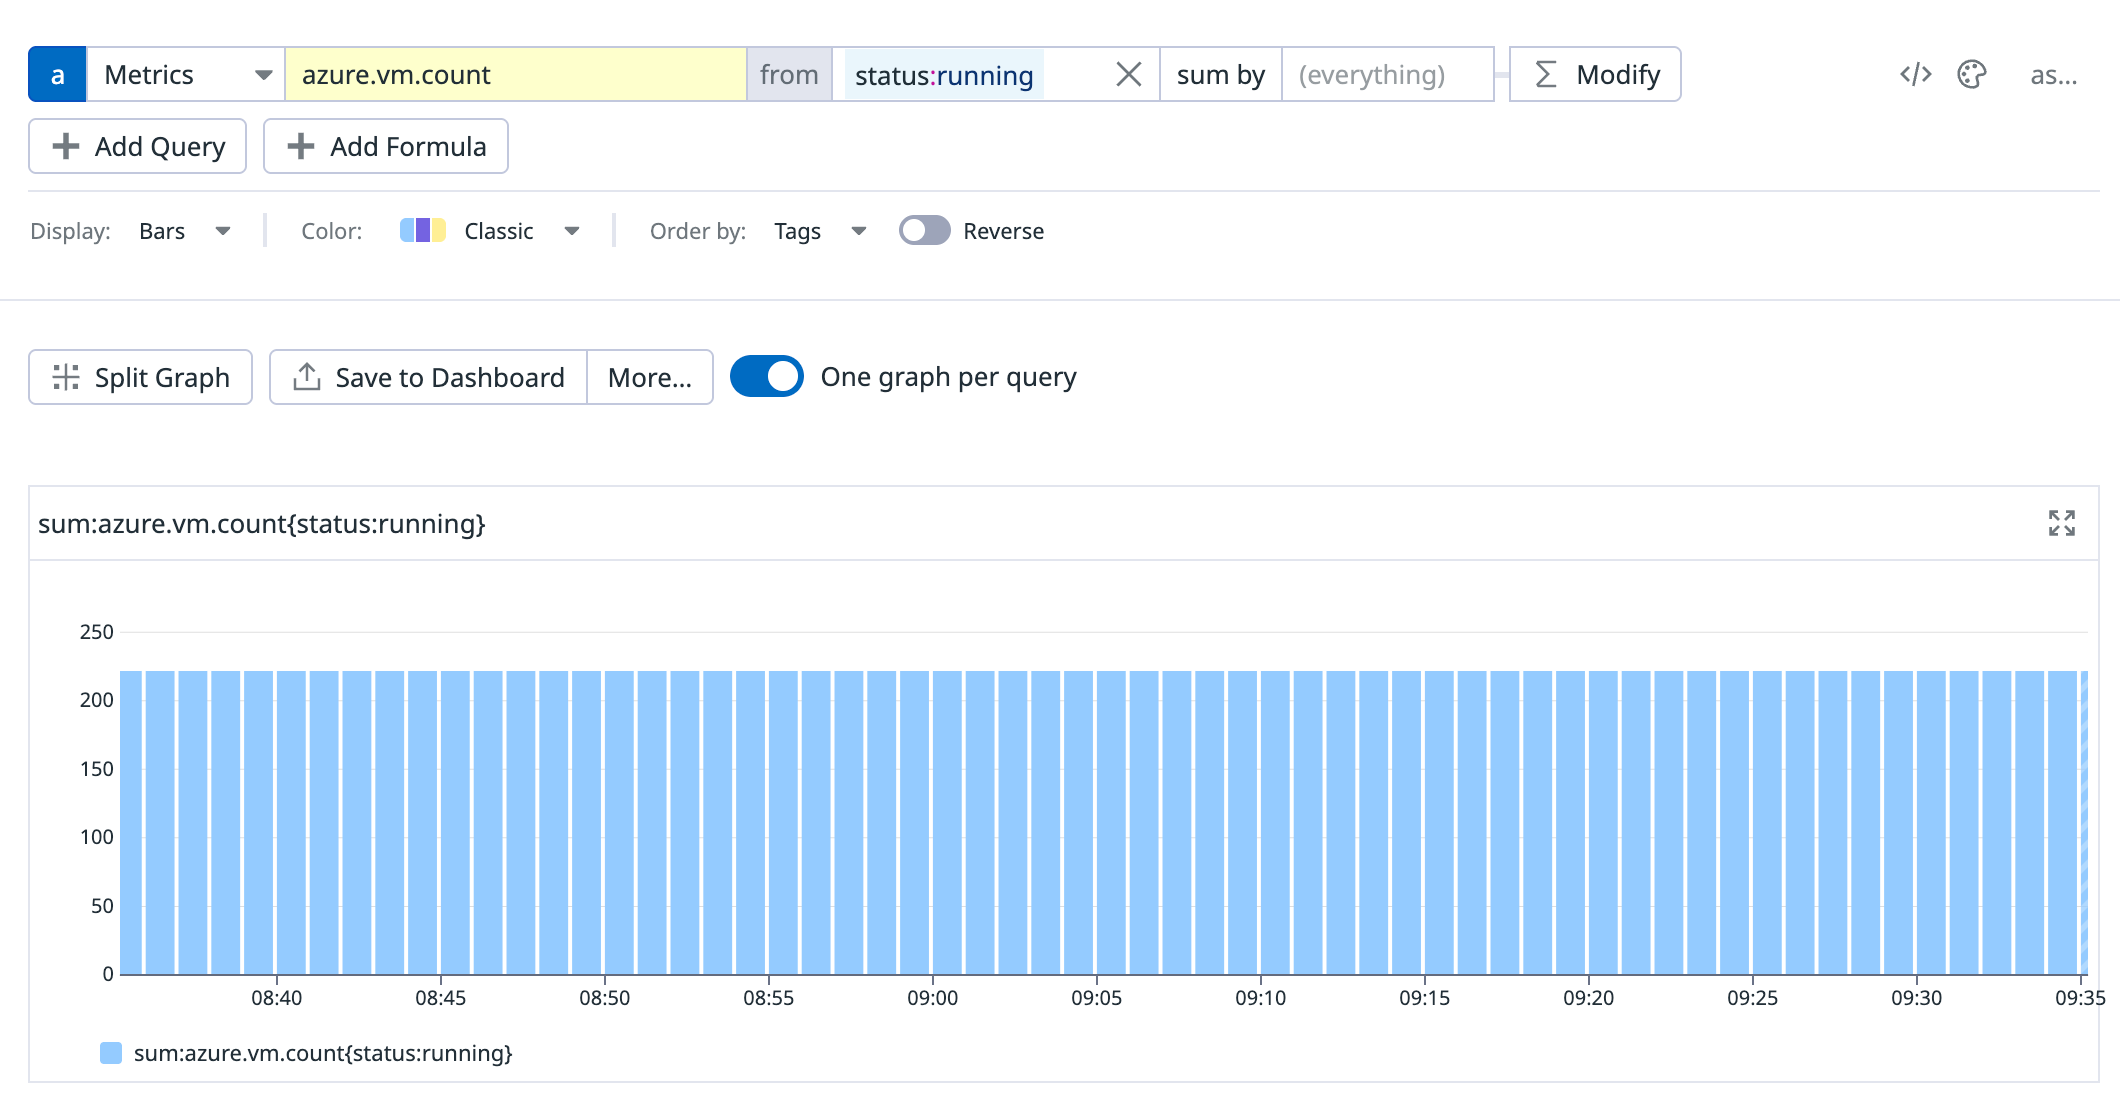 a Metrics azure.vm.count from status:running sum by (everything) Modify as...
Add Query Add Formula
Display: Bars Color: Classic Order by: Tags Reverse
Split Graph Save to Dashboard More... One graph per query
sum:azure.vm.count{status:running}
250
200
150
100
50
0
08:40 08:45 08:50 08:55 09:00 09:05 09:10 09:15 09:20 09:25 09:30 09:35
sum:azure.vm.count{status:running}